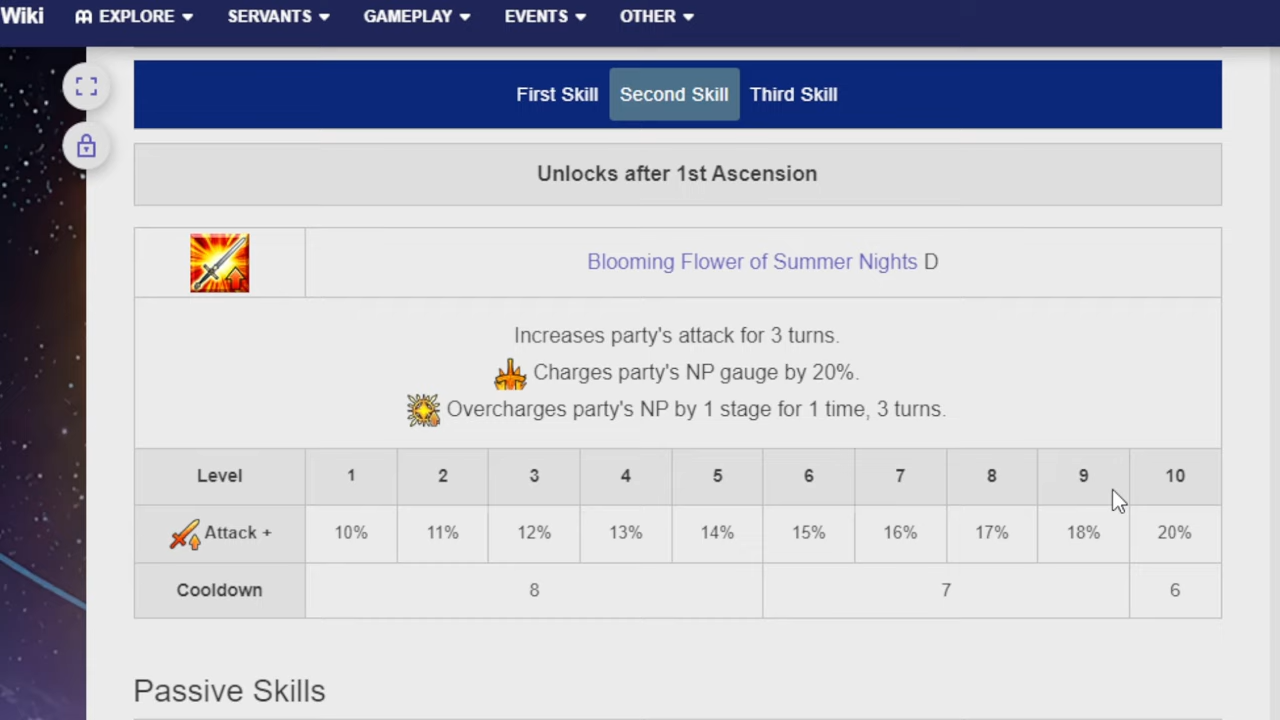 Wiki EXPLORE SERVANTS GAMEPLAY EVENTS OTHER
First Skill Second Skill Third Skill
Unlocks after 1st Ascension
Blooming Flower of Summer Nights D
Increases party's attack for 3 turns.
Charges party's NP gauge by 20%.
Overcharges party's NP by 1 stage for 1 time, 3 turns.
Level 1 2 3 4 5 6 7 8 9 10
Attack + 10% 11% 12% 13% 14% 15% 16% 17% 18% 20%
Cooldown 8 7 6
Passive Skills